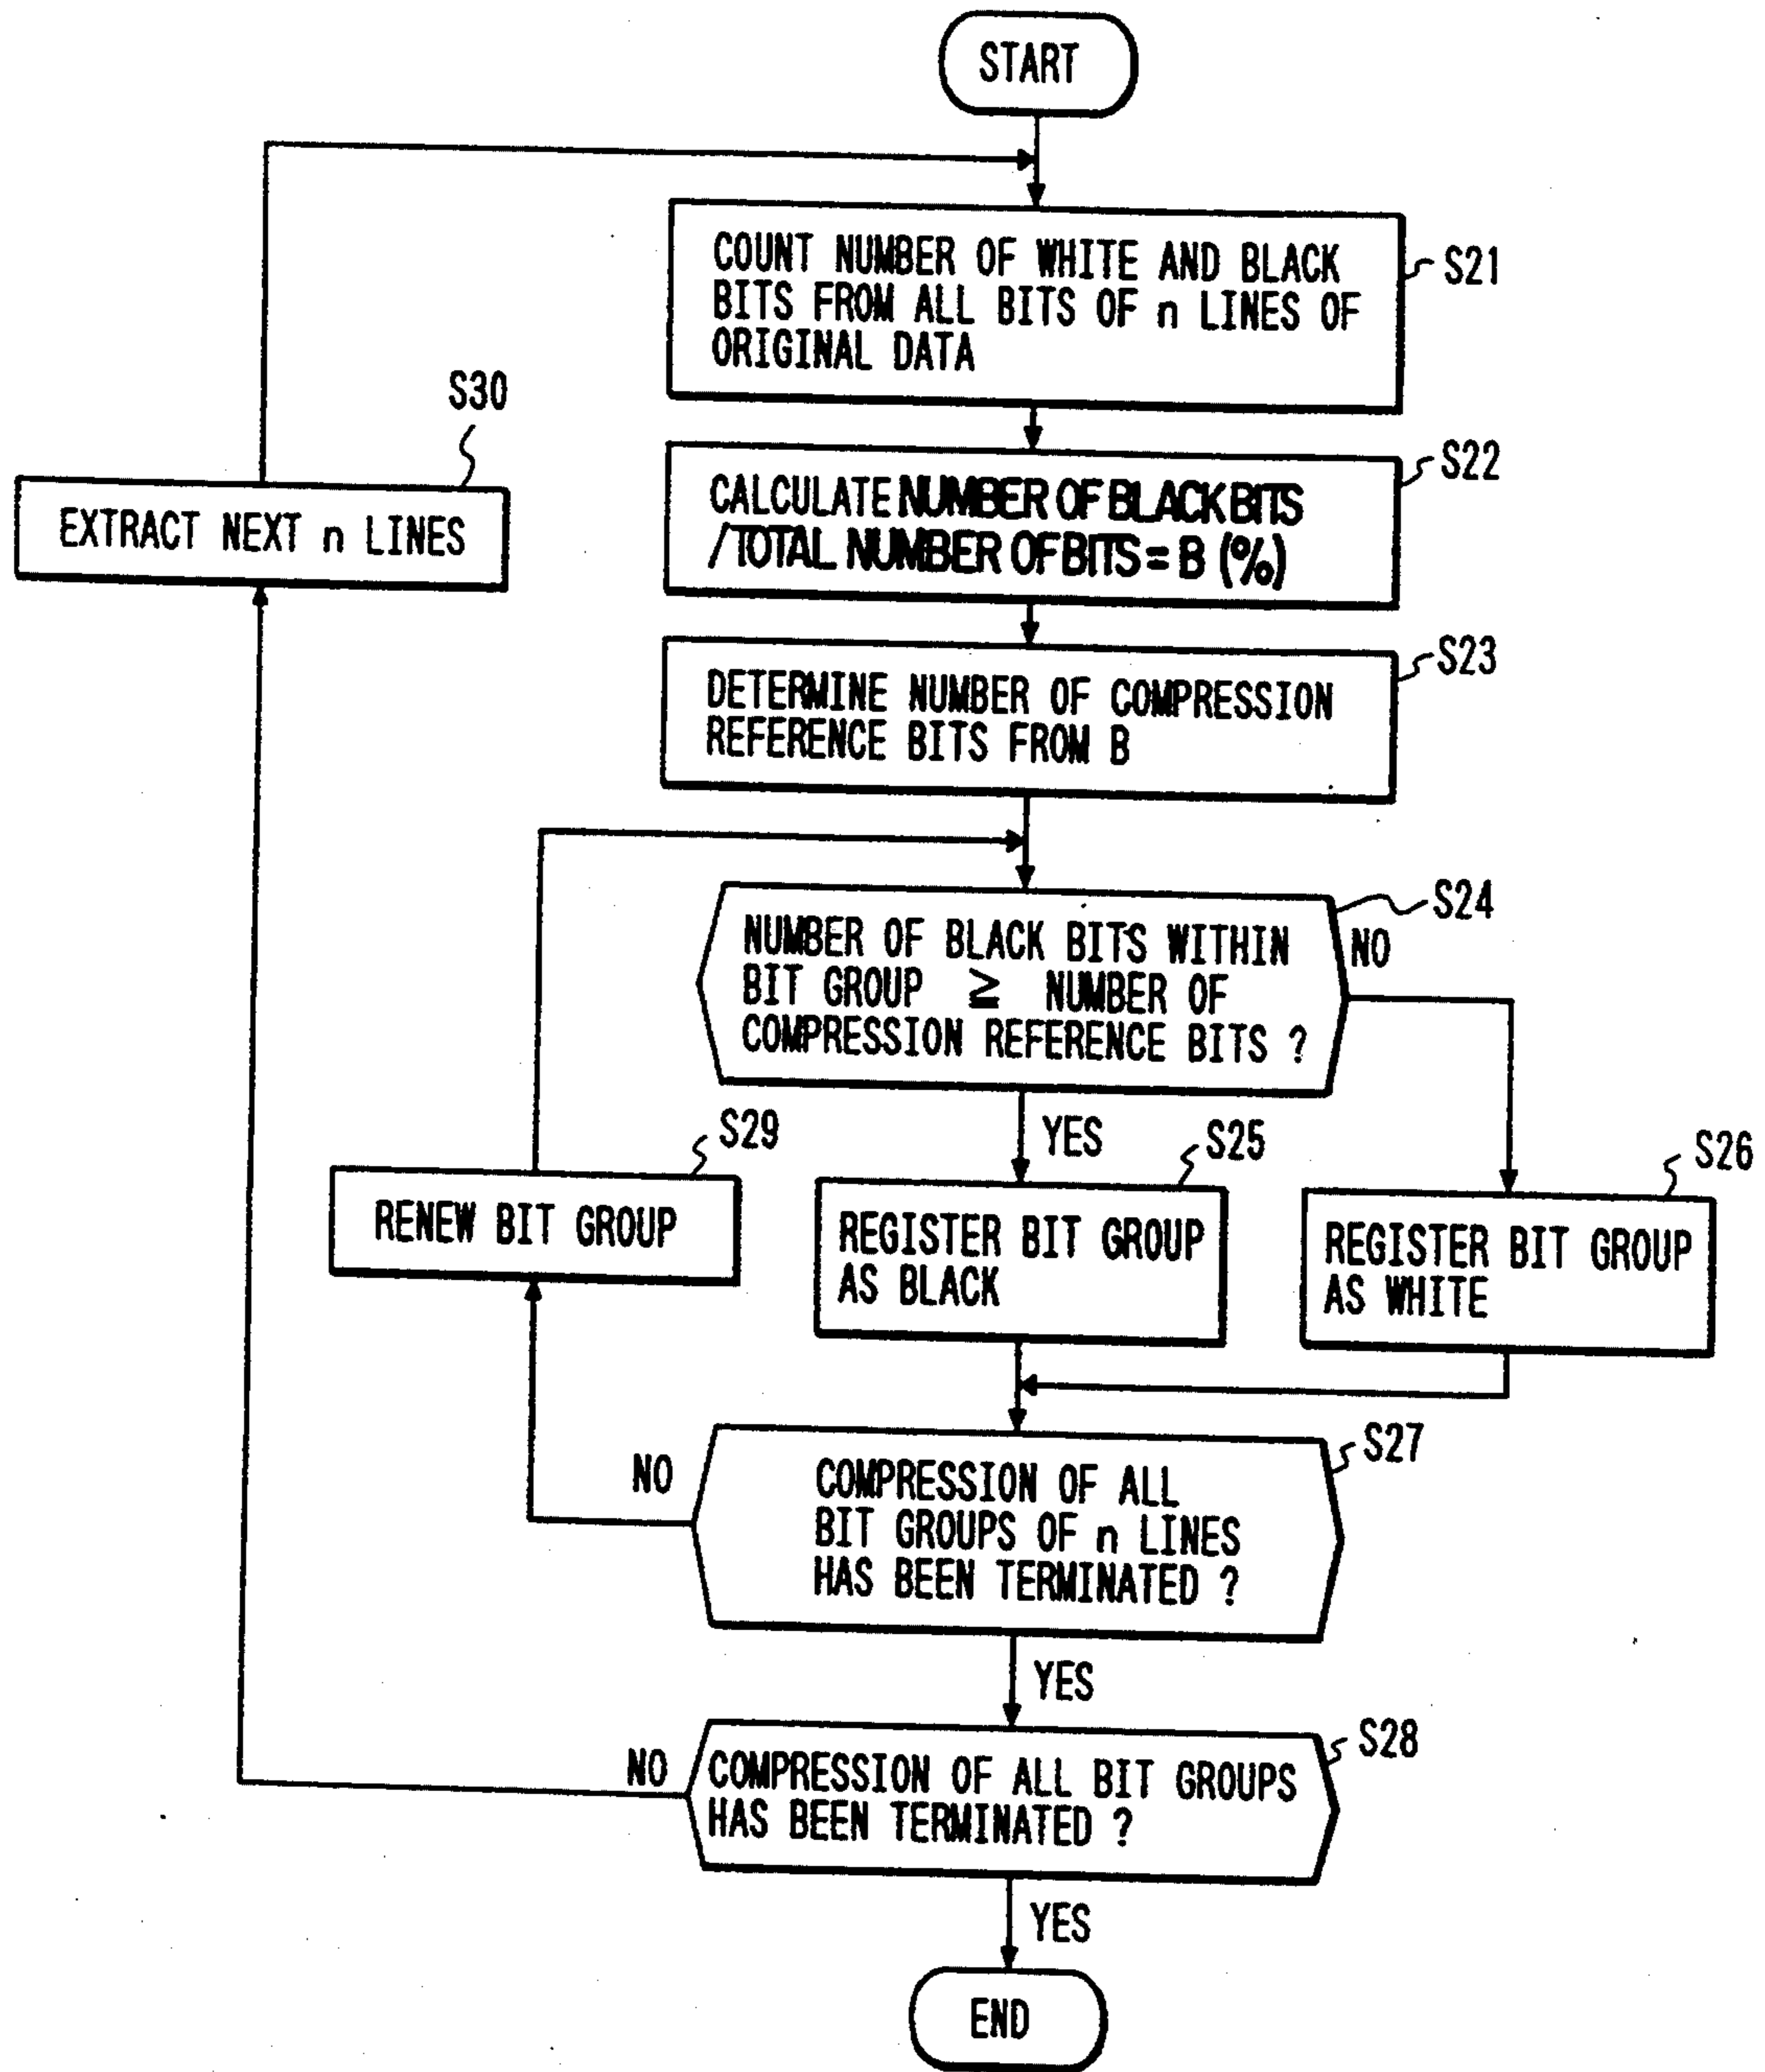 START
COUNT NUMBER OF WHITE AND BLACK
BITS FROM ALL BITS OF n LINES OF
ORIGINAL DATA
S21
S30
EXTRACT NEXT n LINES
CALCULATE NUMBER OF BLACK BITS
/TOTAL NUMBER OF BITS = B (%)
S22
DETERMINE NUMBER OF COMPRESSION
REFERENCE BITS FROM B
S23
NUMBER OF BLACK BITS WITHIN
BIT GROUP ≧ NUMBER OF
COMPRESSION REFERENCE BITS ?
S24
NO
YES
S29
RENEW BIT GROUP
S25
REGISTER BIT GROUP
AS BLACK
S26
REGISTER BIT GROUP
AS WHITE
NO
COMPRESSION OF ALL
BIT GROUPS OF n LINES
HAS BEEN TERMINATED ?
S27
YES
NO
COMPRESSION OF ALL BIT GROUPS
HAS BEEN TERMINATED ?
S28
YES
END